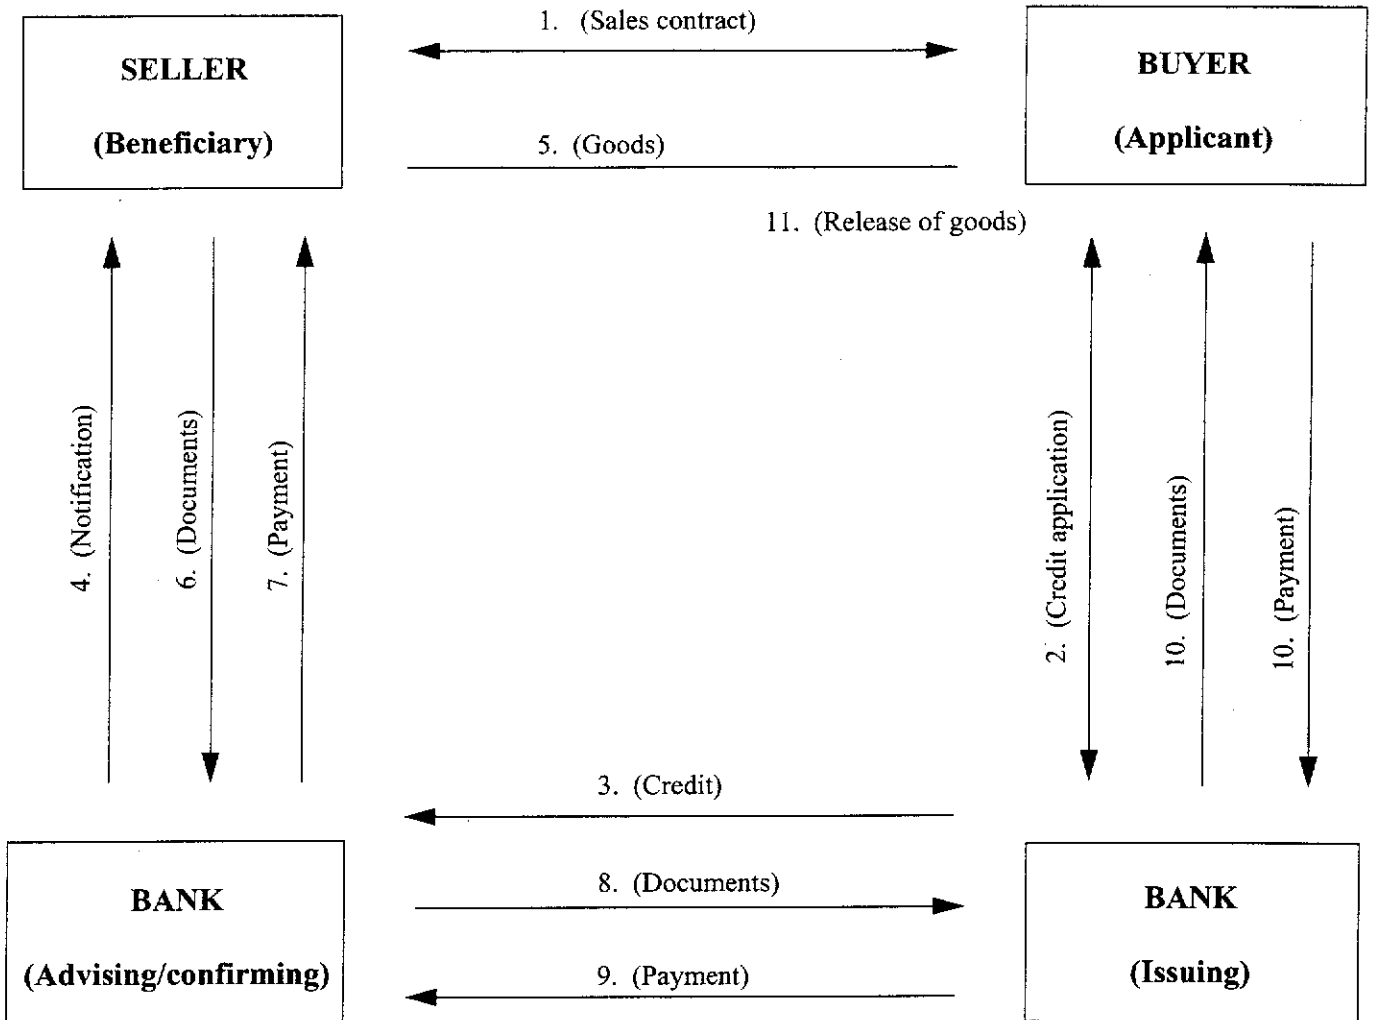 1. (Sales contract)
SELLER
(Beneficiary)
BUYER
(Applicant)
5. (Goods)
11. (Release of goods)
4. (Notification)
6. (Documents)
7. (Payment)
2. (Credit application)
10. (Documents)
10. (Payment)
3. (Credit)
BANK
(Advising/confirming)
8. (Documents)
9. (Payment)
BANK
(Issuing)